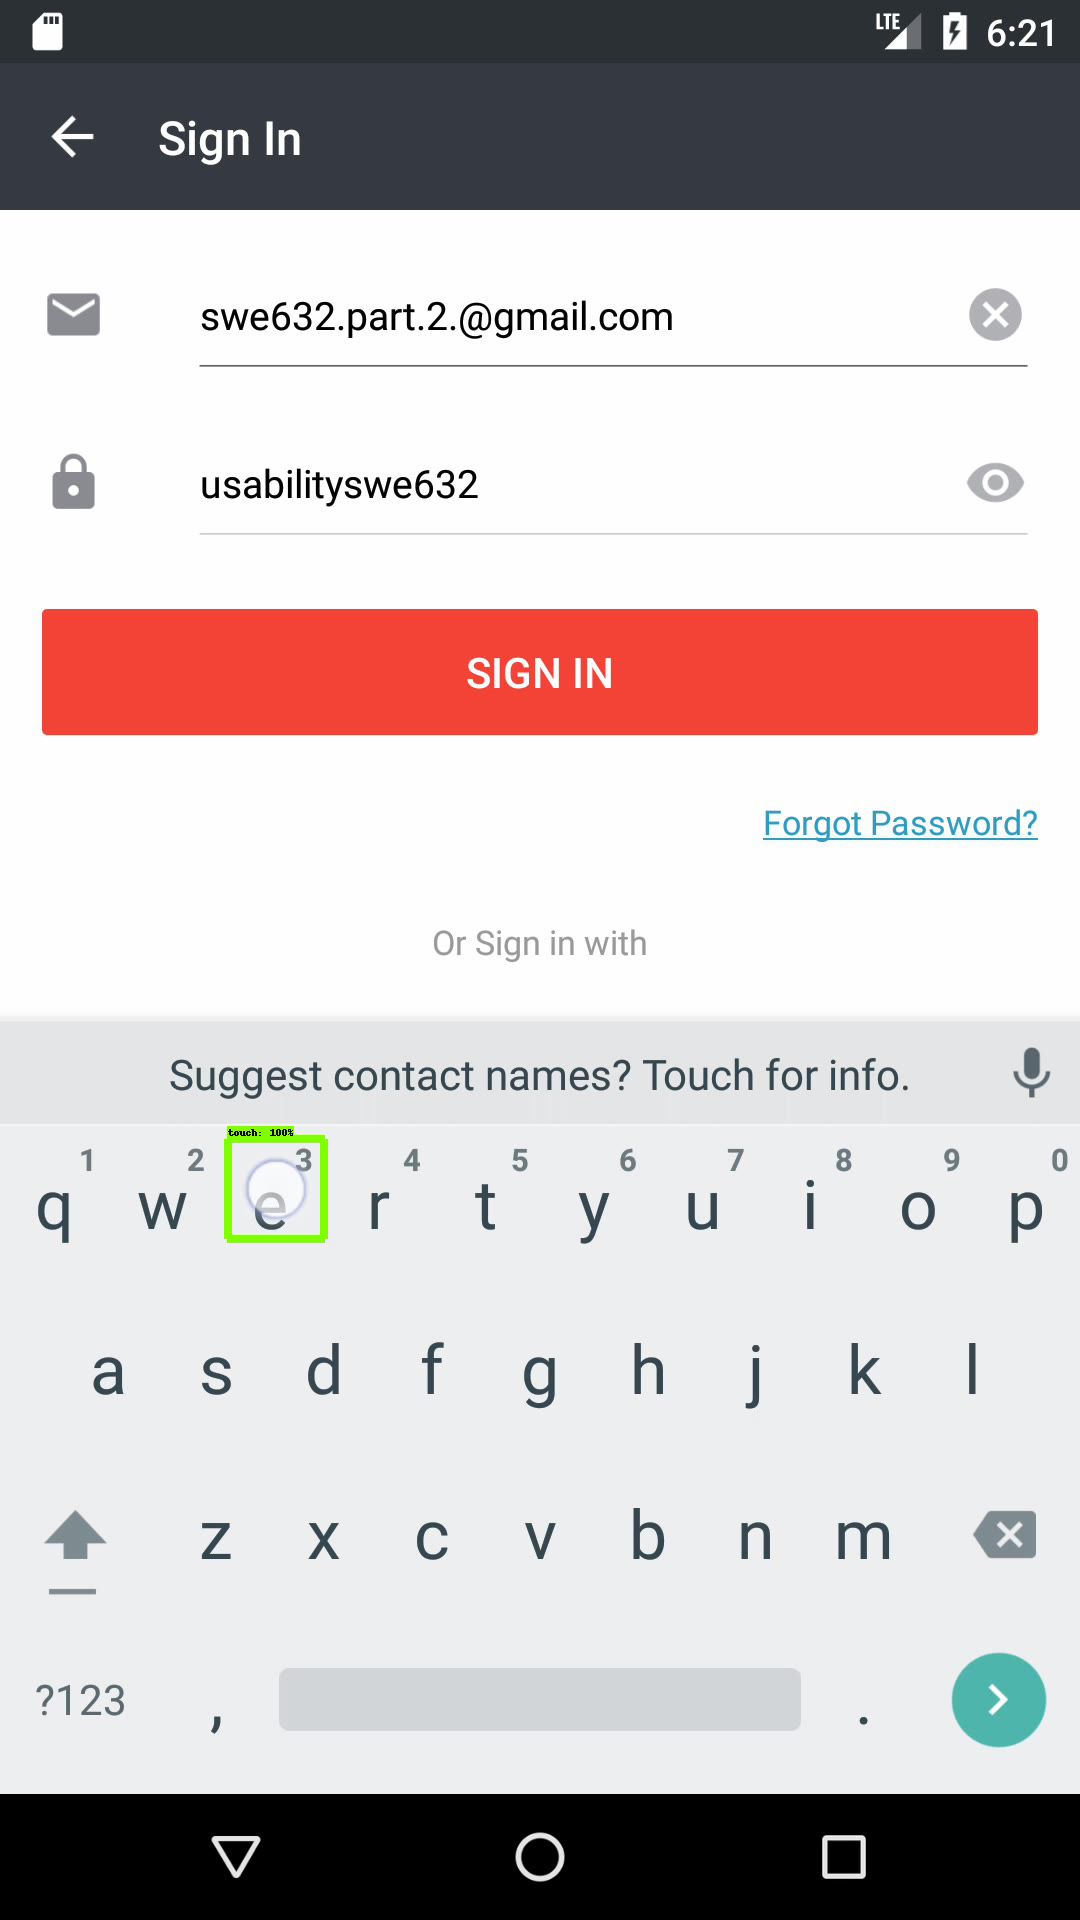 LTE 6:21
Sign In
swe632.part.2.@gmail.com
usabilityswe632
SIGN IN
Forgot Password?
Or Sign in with
Suggest contact names? Touch for info.
touch: 100%
1 2 3 4 5 6 7 8 9 0
q w e r t y u i o p
a s d f g h j k l
z x c v b n m
?123 , .